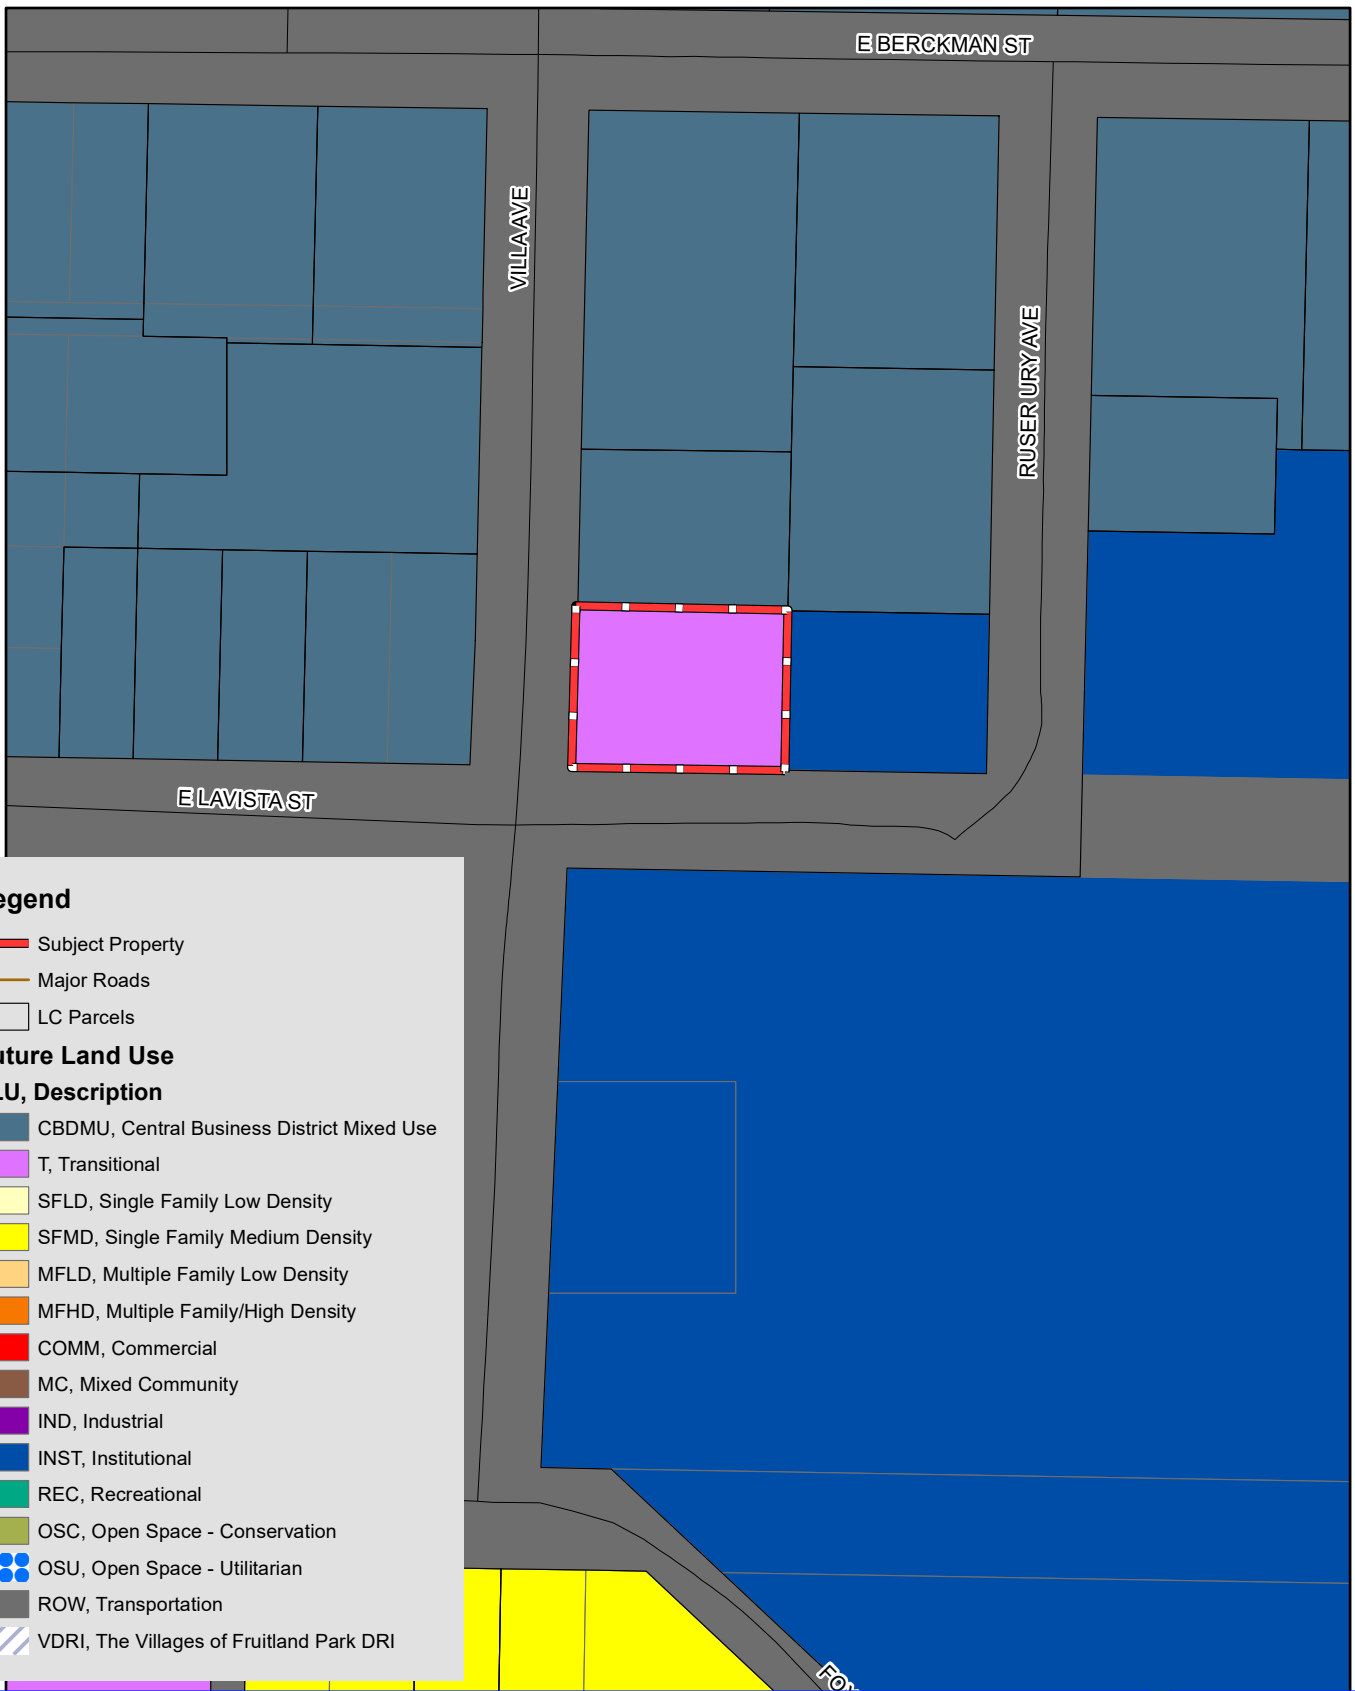 E BERCKMAN ST
VILLA AVE
RUSER URY AVE
E LAVISTA ST
egend
Subject Property
Major Roads
LC Parcels
uture Land Use
LU, Description
CBDMU, Central Business District Mixed Use
T, Transitional
SFLD, Single Family Low Density
SFMD, Single Family Medium Density
MFLD, Multiple Family Low Density
MFHD, Multiple Family/High Density
COMM, Commercial
MC, Mixed Community
IND, Industrial
INST, Institutional
REC, Recreational
OSC, Open Space - Conservation
OSU, Open Space - Utilitarian
ROW, Transportation
VDRI, The Villages of Fruitland Park DRI